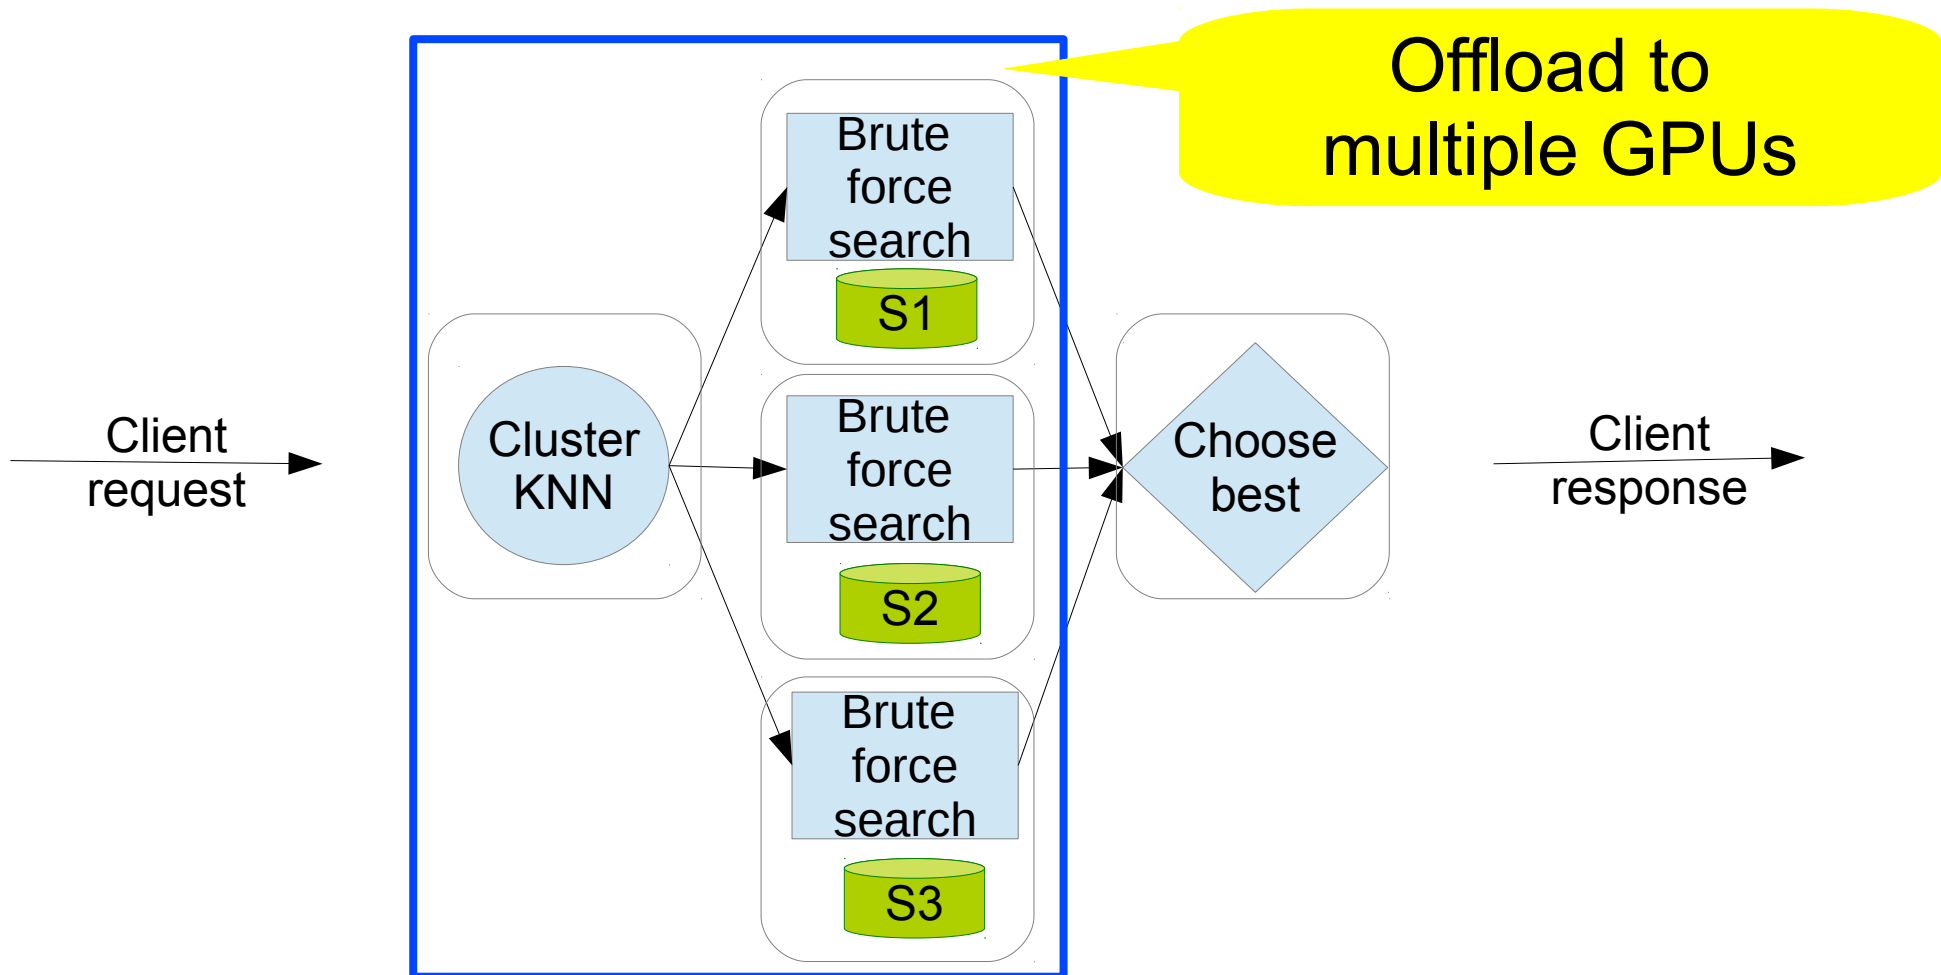 Offload to
multiple GPUs
Client
request
Cluster
KNN
Brute
force
search
S1
Brute
force
search
S2
Brute
force
search
S3
Choose
best
Client
response